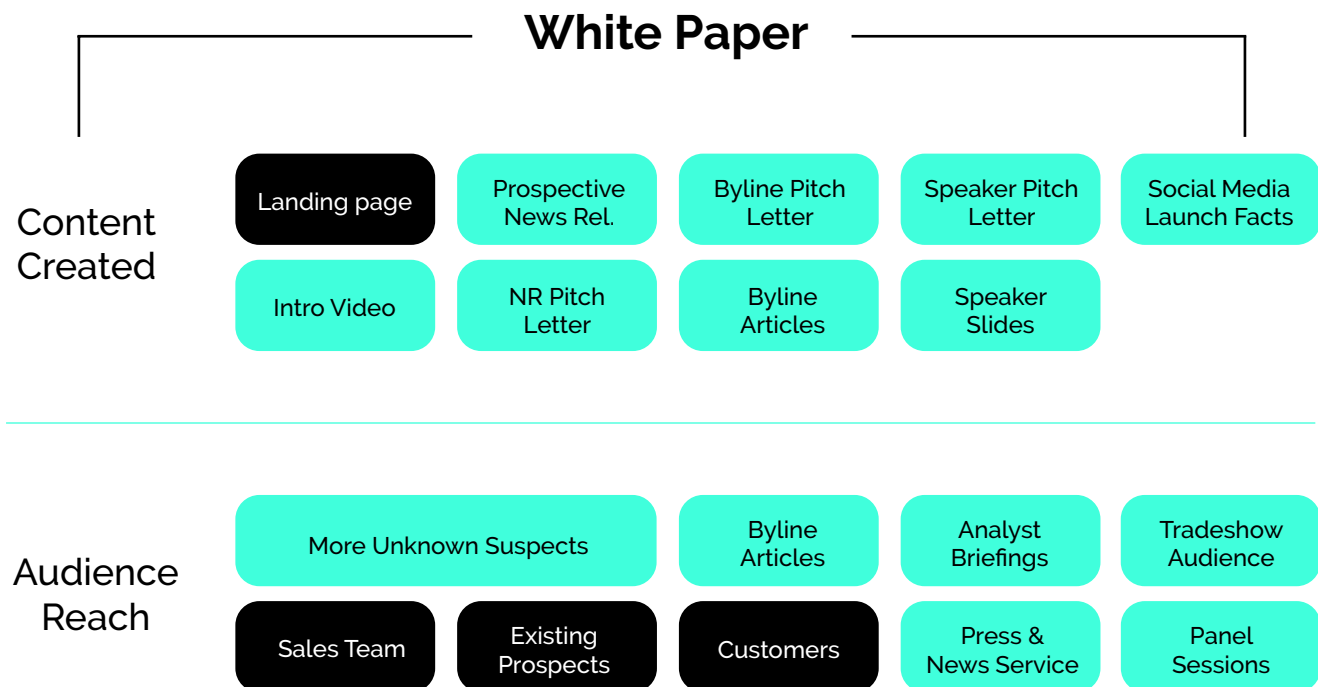 White Paper
Content
Created
Landing page
Prospective
News Rel.
Byline Pitch
Letter
Speaker Pitch
Letter
Social Media
Launch Facts
Intro Video
NR Pitch
Letter
Byline
Articles
Speaker
Slides
Audience
Reach
More Unknown Suspects
Byline
Articles
Analyst
Briefings
Tradeshow
Audience
Sales Team
Existing
Prospects
Customers
Press &
News Service
Panel
Sessions